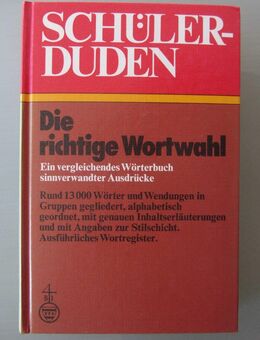 SCHÜLER-
DUDEN
Die
richtige Wortwahl
Ein vergleichendes Wörterbuch
sinnverwandter Ausdrücke
Rund 13 000 Wörter und Wendungen in
Gruppen gegliedert, alphabetisch
geordnet, mit genauen Inhaltserläuterungen
und mit Angaben zur Stilschicht.
Ausführliches Wortregister.